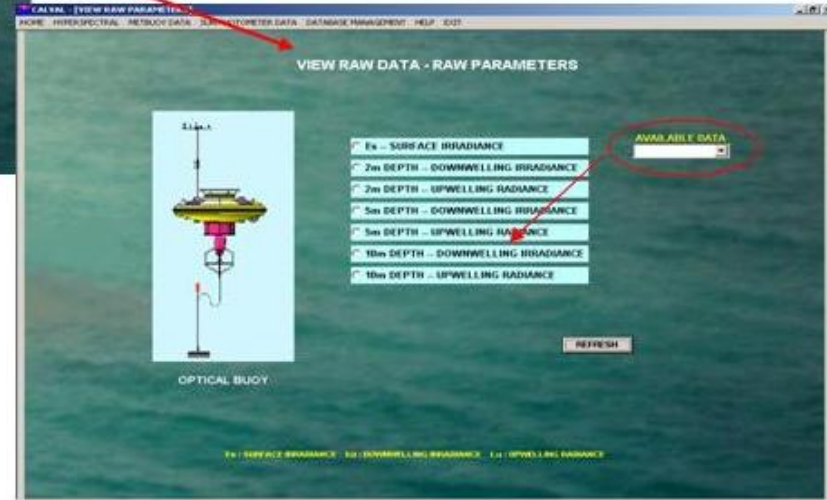 CALVAL - [VIEW RAW PARAMETERS]
HOME HYPERSPECTRAL METBUOY DATA SUNPHOTOMETER DATA DATABASE MANAGEMENT HELP EXIT
VIEW RAW DATA - RAW PARAMETERS
AVAILABLE DATA
Es -- SURFACE IRRADIANCE
2m DEPTH -- DOWNWELLING IRRADIANCE
2m DEPTH -- UPWELLING RADIANCE
5m DEPTH -- DOWNWELLING IRRADIANCE
5m DEPTH -- UPWELLING RADIANCE
10m DEPTH -- DOWNWELLING IRRADIANCE
10m DEPTH -- UPWELLING RADIANCE
REFRESH
OPTICAL BUOY
Es : SURFACE IRRADIANCE Ed : DOWNWELLING IRRADIANCE Lu : UPWELLING RADIANCE